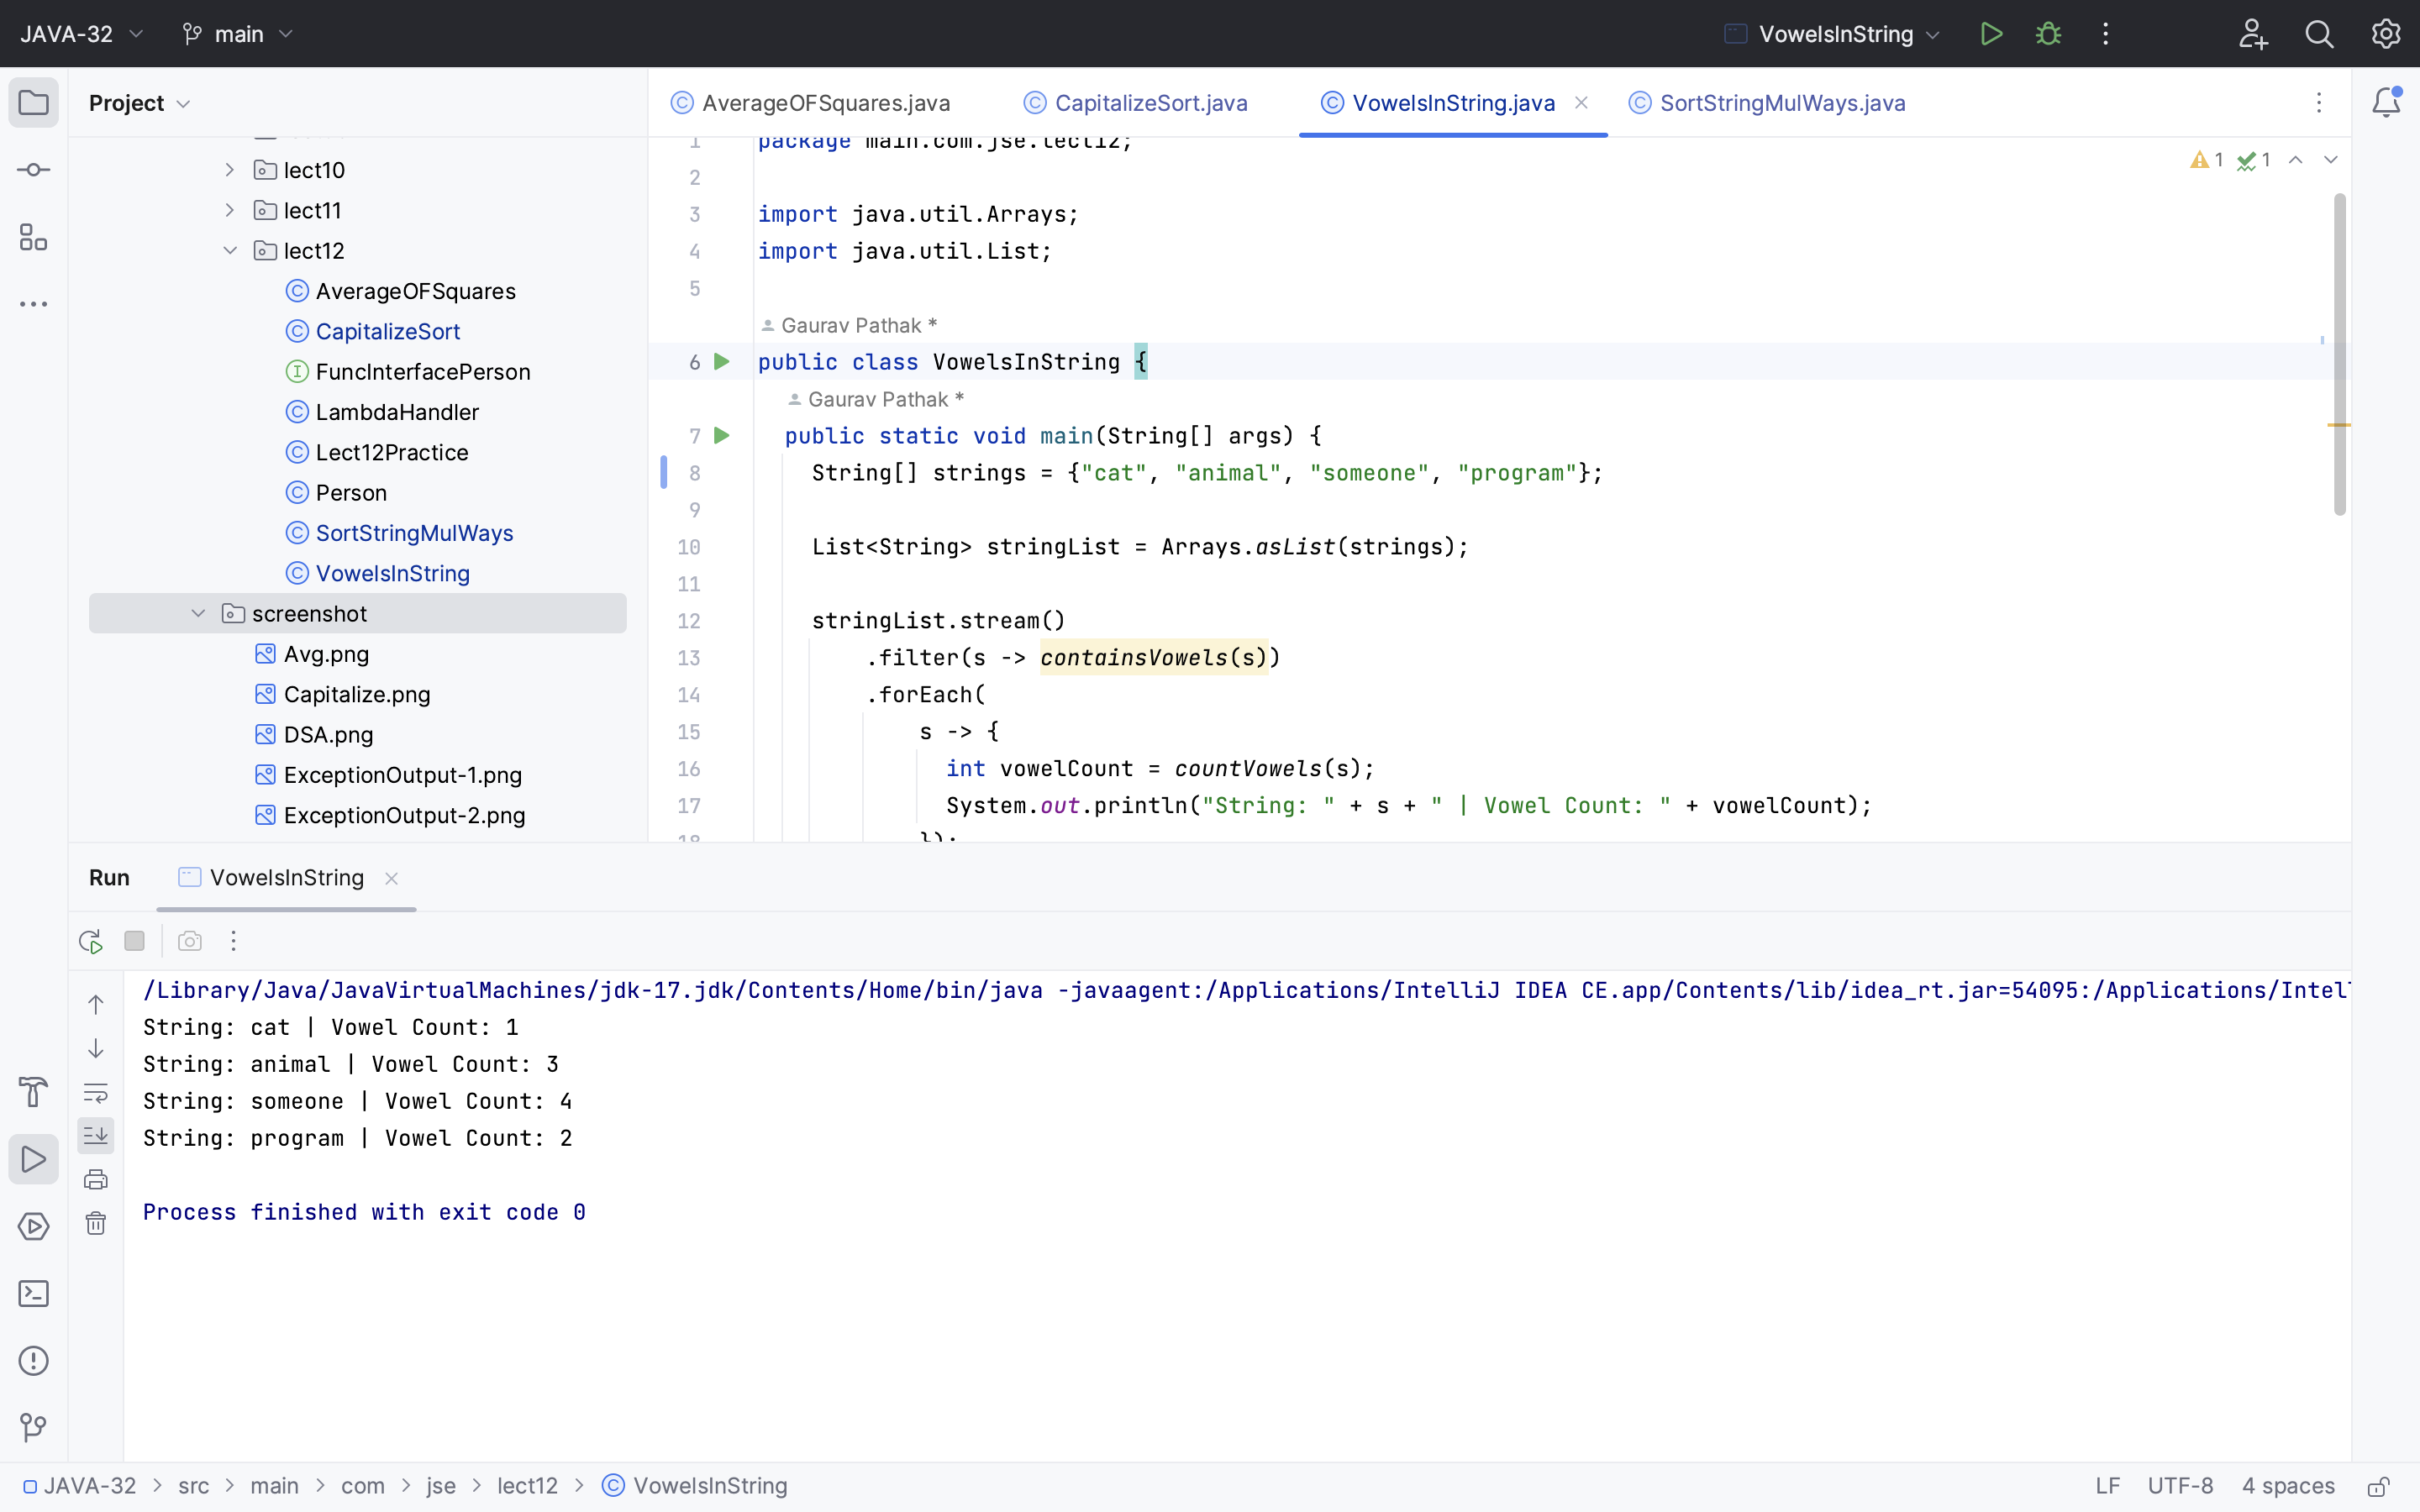 JAVA-32 main VowelsInString
Project
lect10
lect11
lect12
AverageOFSquares
CapitalizeSort
FuncInterfacePerson
LambdaHandler
Lect12Practice
Person
SortStringMulWays
VowelsInString
screenshot
Avg.png
Capitalize.png
DSA.png
ExceptionOutput-1.png
ExceptionOutput-2.png
AverageOFSquares.java CapitalizeSort.java VowelsInString.java SortStringMulWays.java
1 package main.com.jse.lect12;
2
3 import java.util.Arrays;
4 import java.util.List;
5
Gaurav Pathak *
6 public class VowelsInString {
Gaurav Pathak *
7 public static void main(String[] args) {
8 String[] strings = {"cat", "animal", "someone", "program"};
9
10 List<String> stringList = Arrays.asList(strings);
11
12 stringList.stream()
13 .filter(s -> containsVowels(s))
14 .forEach(
15 s -> {
16 int vowelCount = countVowels(s);
17 System.out.println("String: " + s + " | Vowel Count: " + vowelCount);
18 });
1 1
Run VowelsInString
/Library/Java/JavaVirtualMachines/jdk-17.jdk/Contents/Home/bin/java -javaagent:/Applications/IntelliJ IDEA CE.app/Contents/lib/idea_rt.jar=54095:/Applications/Intel
String: cat | Vowel Count: 1
String: animal | Vowel Count: 3
String: someone | Vowel Count: 4
String: program | Vowel Count: 2
Process finished with exit code 0
JAVA-32 > src > main > com > jse > lect12 > VowelsInString LF UTF-8 4 spaces